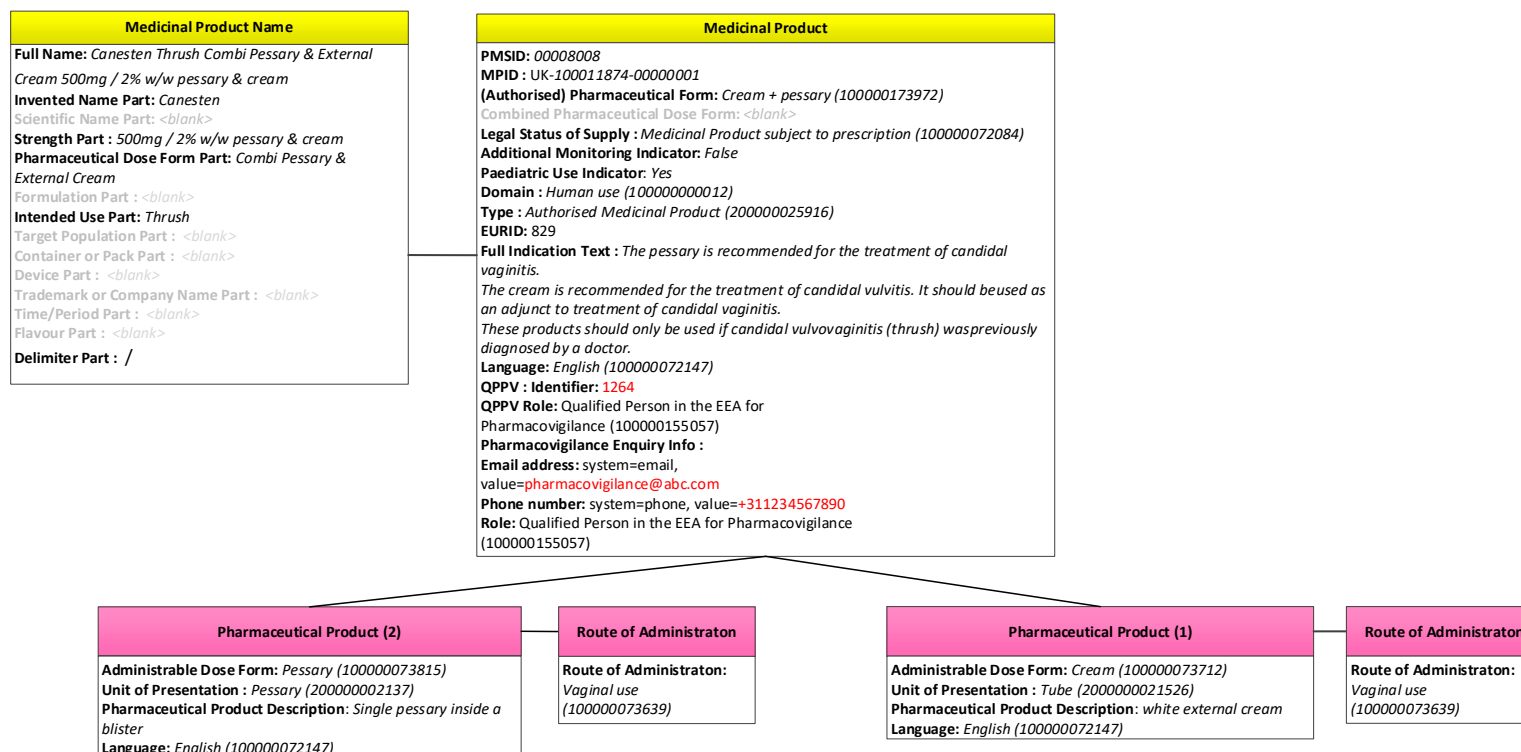 Medicinal Product Name
Full Name: Canesten Thrush Combi Pessary & External
Cream 500mg / 2% w/w pessary & cream
Invented Name Part: Canesten
Scientific Name Part: <blank>
Strength Part : 500mg / 2% w/w pessary & cream
Pharmaceutical Dose Form Part: Combi Pessary &
External Cream
Formulation Part : <blank>
Intended Use Part: Thrush
Target Population Part : <blank>
Container or Pack Part : <blank>
Device Part : <blank>
Trademark or Company Name Part : <blank>
Time/Period Part : <blank>
Flavour Part : <blank>
Delimiter Part : /
Medicinal Product
PMSID: 00008008
MPID : UK-100011874-00000001
(Authorised) Pharmaceutical Form: Cream + pessary (100000173972)
Combined Pharmaceutical Dose Form: <blank>
Legal Status of Supply : Medicinal Product subject to prescription (100000072084)
Additional Monitoring Indicator: False
Paediatric Use Indicator: Yes
Domain : Human use (100000000012)
Type : Authorised Medicinal Product (200000025916)
EURID: 829
Full Indication Text : The pessary is recommended for the treatment of candidal
vaginitis.
The cream is recommended for the treatment of candidal vulvitis. It should beused as
an adjunct to treatment of candidal vaginitis.
These products should only be used if candidal vulvovaginitis (thrush) waspreviously
diagnosed by a doctor.
Language: English (100000072147)
QPPV : Identifier: 1264
QPPV Role: Qualified Person in the EEA for
Pharmacovigilance (100000155057)
Pharmacovigilance Enquiry Info :
Email address: system=email,
value=pharmacovigilance@abc.com
Phone number: system=phone, value=+311234567890
Role: Qualified Person in the EEA for Pharmacovigilance
(100000155057)
Pharmaceutical Product (2)
Administrable Dose Form: Pessary (100000073815)
Unit of Presentation : Pessary (200000002137)
Pharmaceutical Product Description: Single pessary inside a
blister
Language: English (100000072147)
Route of Administraton
Route of Administraton:
Vaginal use
(100000073639)
Pharmaceutical Product (1)
Administrable Dose Form: Cream (100000073712)
Unit of Presentation : Tube (2000000021526)
Pharmaceutical Product Description: white external cream
Language: English (100000072147)
Route of Administraton
Route of Administraton:
Vaginal use
(100000073639)